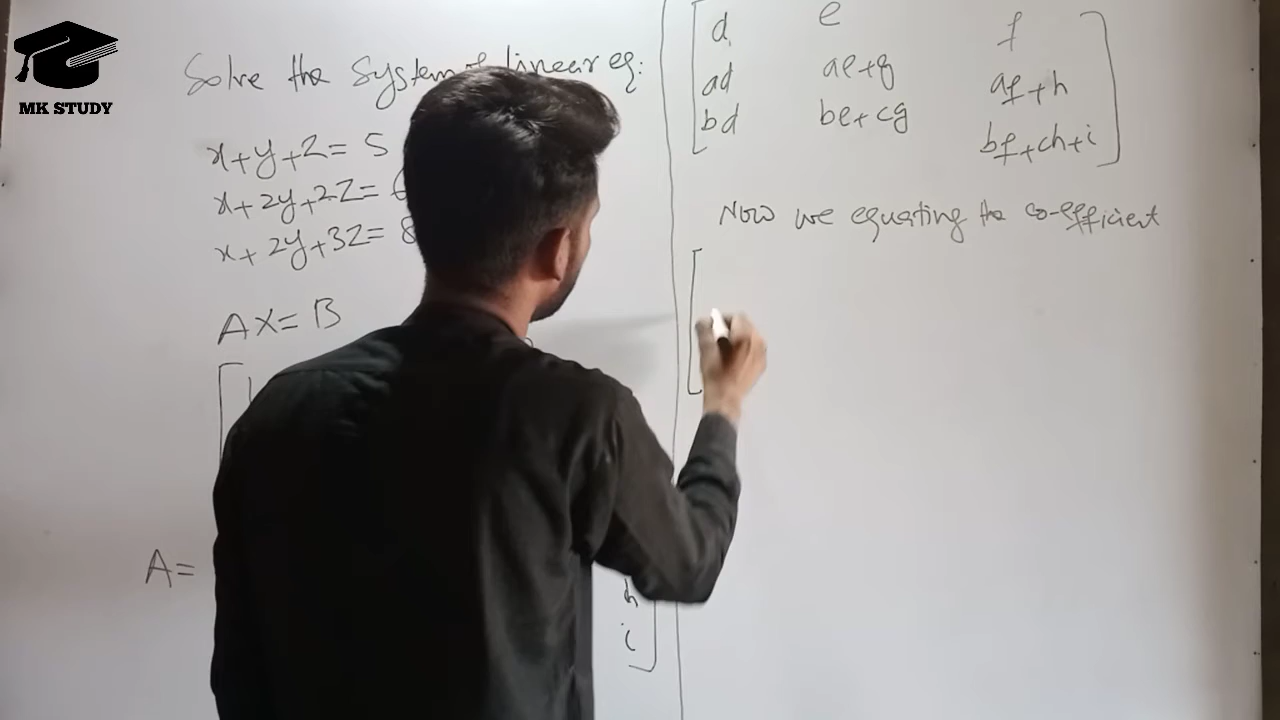 MK STUDY
Solve the system of linear eq:
x+y+z= 5
x+2y+2z= 6
x+2y+3z= 8
AX= B
A=
h
i
d e f
ad ae+g af+h
bd be+cg bf+ch+i
Now we equating the co-efficient